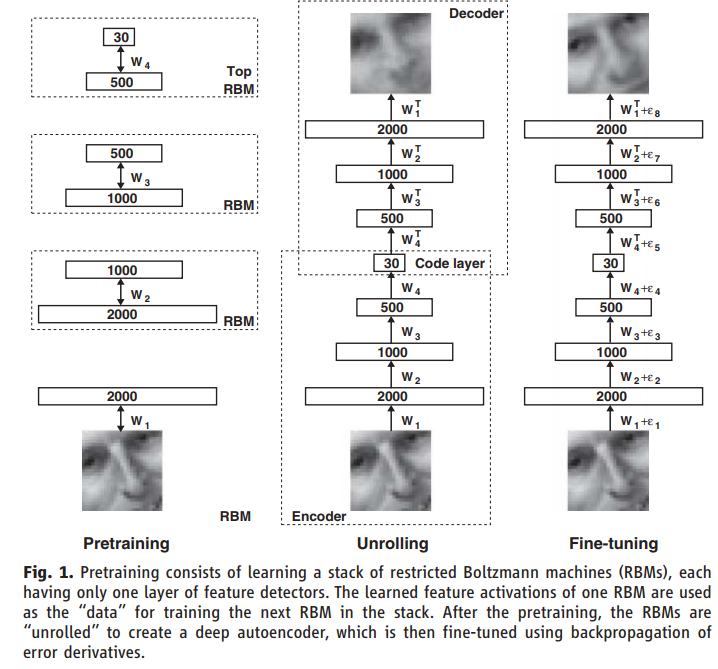 30
W4
500
Top
RBM
500
W3
1000
RBM
1000
W2
2000
RBM
2000
W1
RBM
Pretraining
Decoder
W1T
2000
W2T
1000
W3T
500
W4T
30 Code layer
W4
500
W3
1000
W2
2000
W1
Encoder
Unrolling
W1T+ε8
2000
W2T+ε7
1000
W3T+ε6
500
W4T+ε5
30
W4+ε4
500
W3+ε3
1000
W2+ε2
2000
W1+ε1
Fine-tuning
Fig. 1. Pretraining consists of learning a stack of restricted Boltzmann machines (RBMs), each
having only one layer of feature detectors. The learned feature activations of one RBM are used
as the “data” for training the next RBM in the stack. After the pretraining, the RBMs are
“unrolled” to create a deep autoencoder, which is then fine-tuned using backpropagation of
error derivatives.